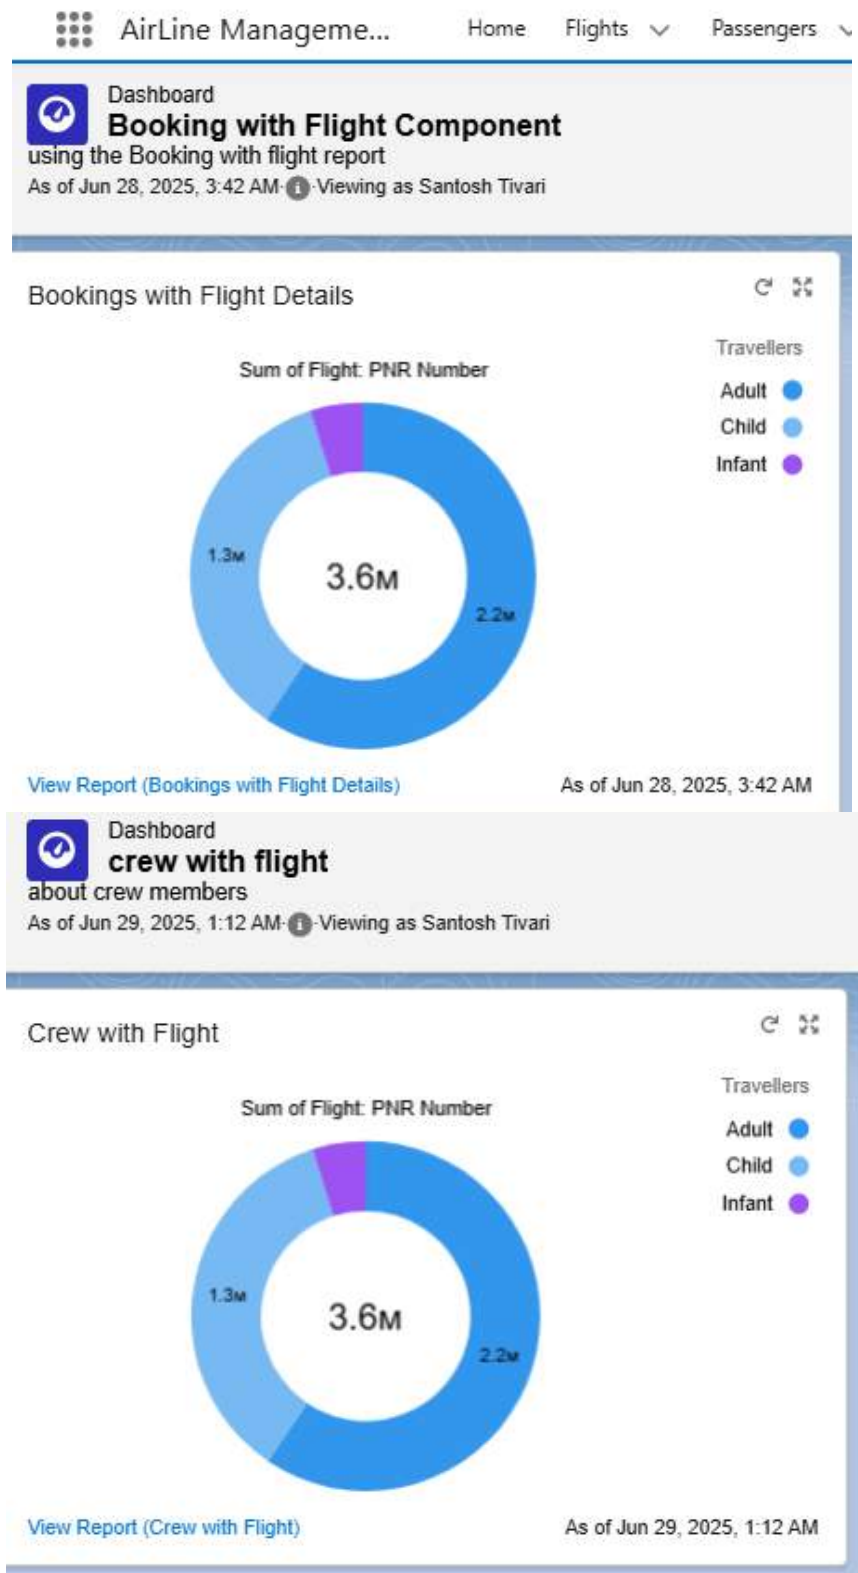 AirLine Manageme... Home Flights Passengers
Dashboard
Booking with Flight Component
using the Booking with flight report
As of Jun 28, 2025, 3:42 AM·Viewing as Santosh Tivari
Bookings with Flight Details
Travellers
Sum of Flight: PNR Number
Adult
Child
Infant
1.3M
3.6M
2.2M
View Report (Bookings with Flight Details) As of Jun 28, 2025, 3:42 AM
Dashboard
crew with flight
about crew members
As of Jun 29, 2025, 1:12 AM·Viewing as Santosh Tivari
Crew with Flight
Travellers
Sum of Flight: PNR Number
Adult
Child
Infant
1.3M
3.6M
2.2M
View Report (Crew with Flight) As of Jun 29, 2025, 1:12 AM